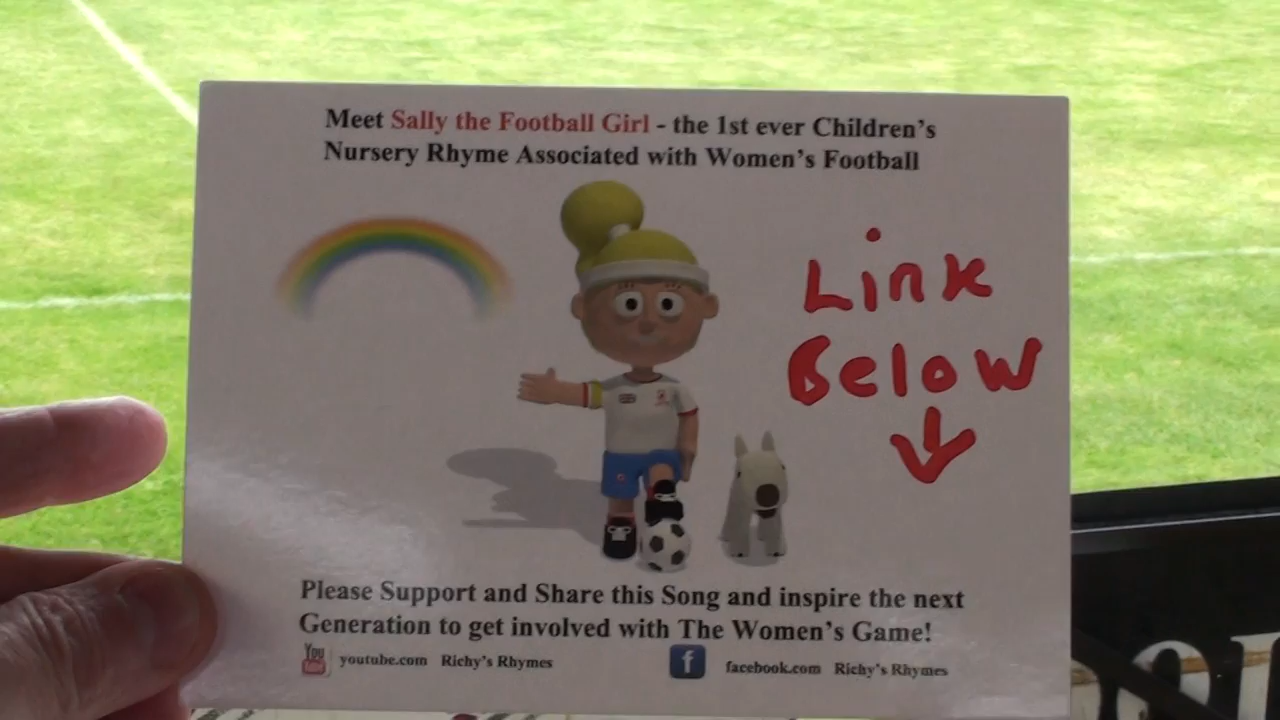 Meet Sally the Football Girl - the 1st ever Children's
Nursery Rhyme Associated with Women's Football
Link
Below
Please Support and Share this Song and inspire the next
Generation to get involved with The Women's Game!
You Tube youtube.com Richy's Rhymes f facebook.com Richy's Rhymes